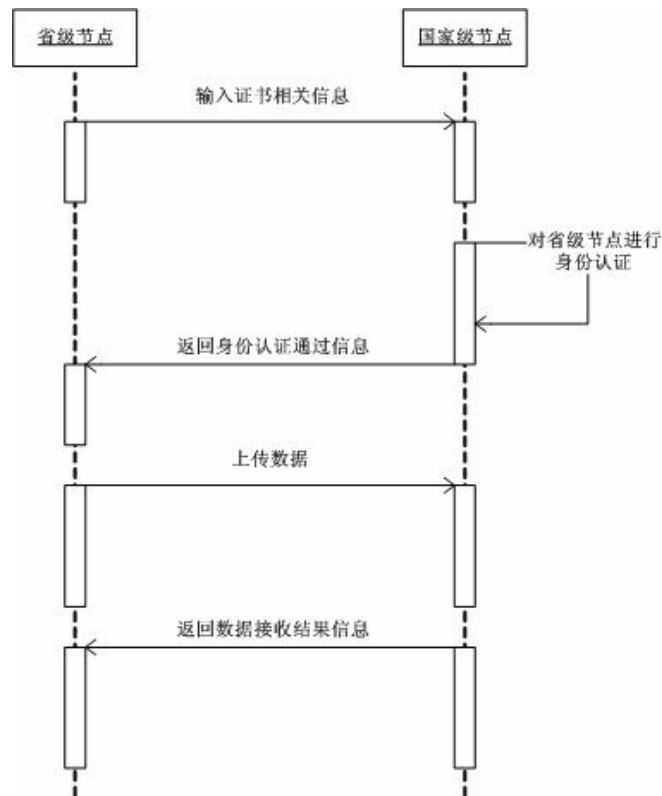 省级节点
国家级节点
输入证书相关信息
对省级节点进行
身份认证
返回身份认证通过信息
上传数据
返回数据接收结果信息